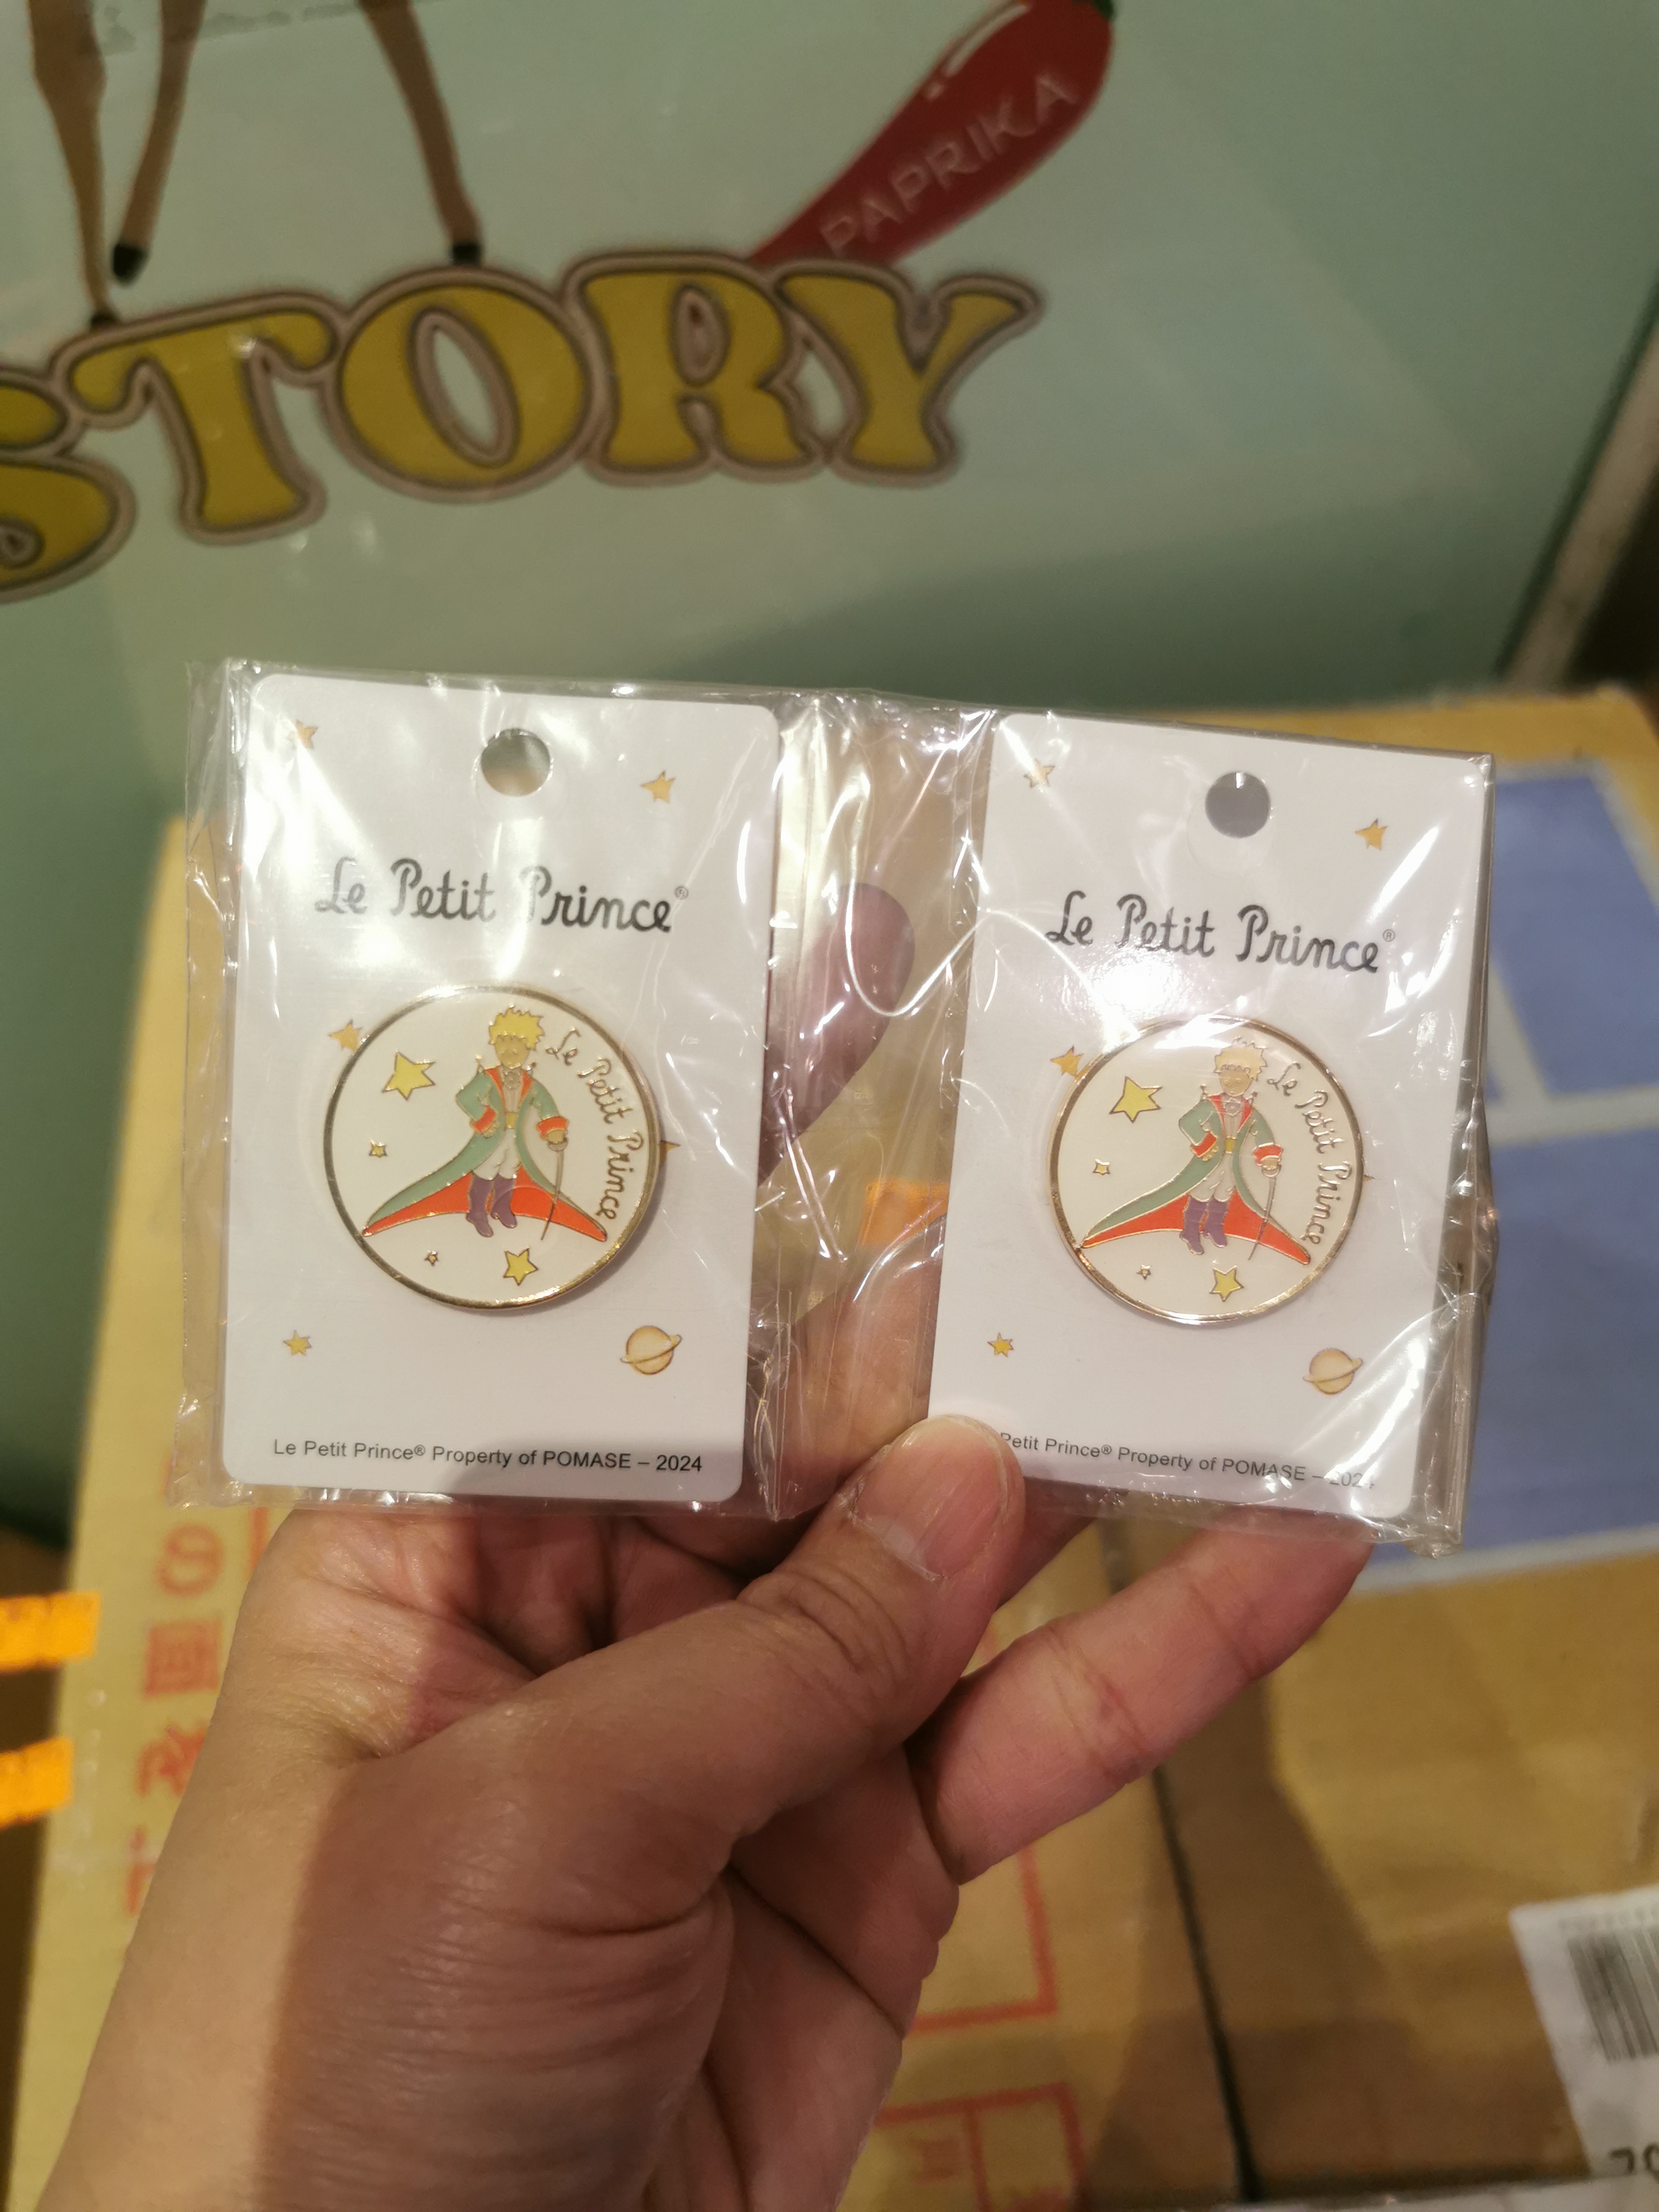 PAPRIKA
STORY
Le Petit Prince®
Le Petit Prince
Le Petit Prince® Property of POMASE – 2024
Le Petit Prince®
Le Petit Prince
Petit Prince® Property of POMASE – 2024